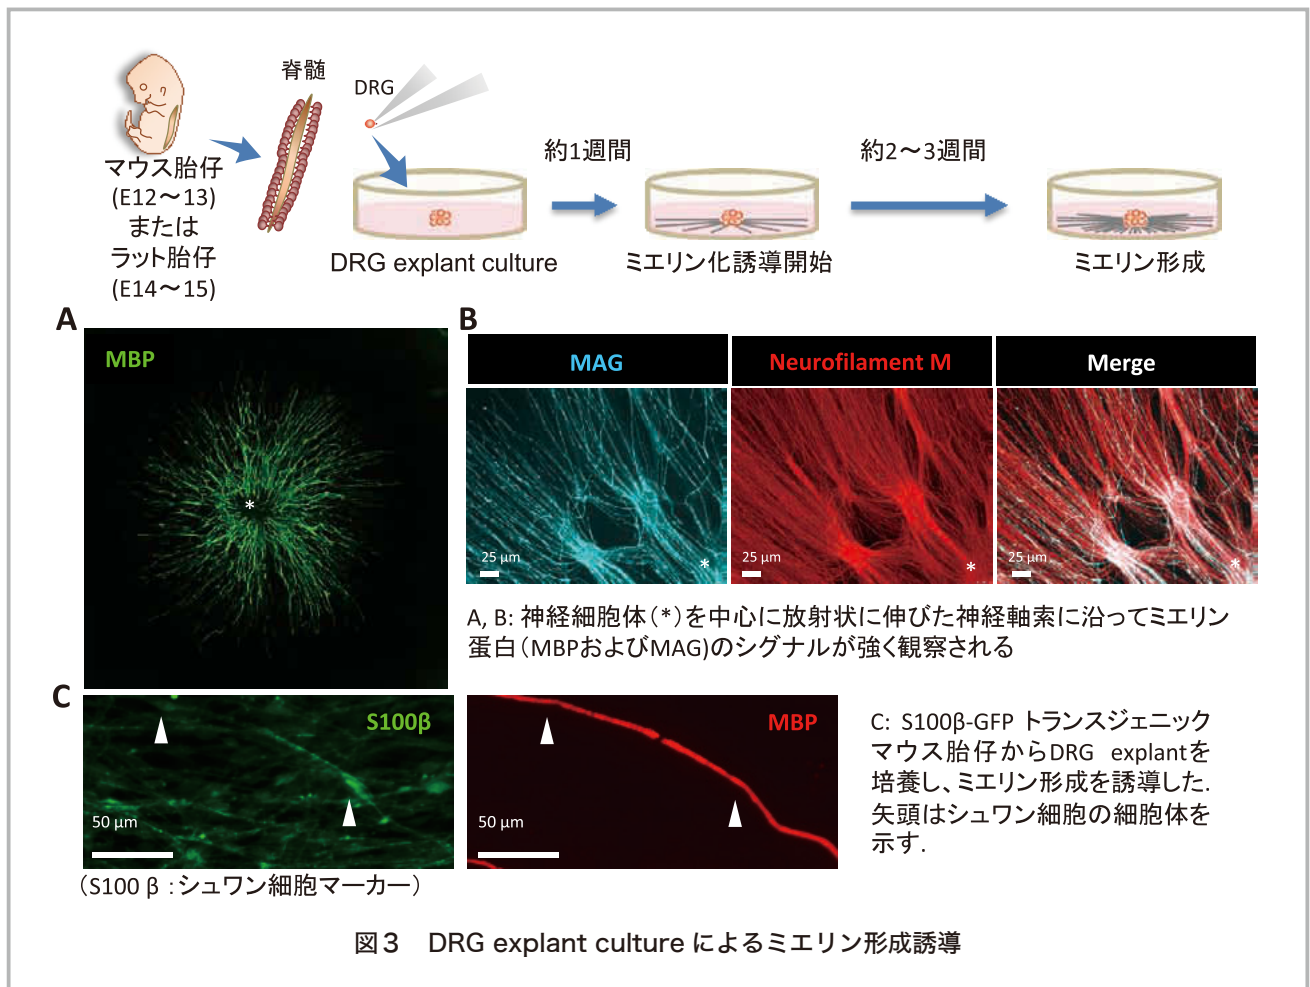 脊髄
DRG
マウス胎仔
(E12〜13)
または
ラット胎仔
(E14〜15)
約1週間
約2〜3週間
DRG explant culture
ミエリン化誘導開始
ミエリン形成
A
MBP
*
B
MAG
Neurofilament M
Merge
25 μm
*
25 μm
*
25 μm
*
A, B: 神経細胞体(*)を中心に放射状に伸びた神経軸索に沿ってミエリン
蛋白(MBPおよびMAG)のシグナルが強く観察される
C
S100β
50 μm
MBP
50 μm
(S100 β :シュワン細胞マーカー)
C: S100β-GFP トランスジェニック
マウス胎仔からDRG explantを
培養し、ミエリン形成を誘導した.
矢頭はシュワン細胞の細胞体を
示す.
図3 DRG explant culture によるミエリン形成誘導